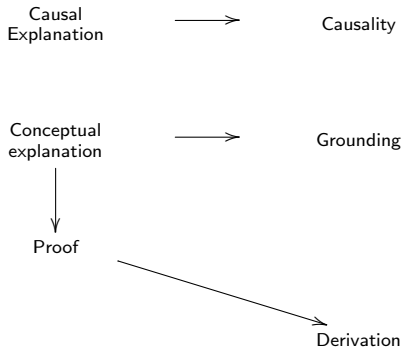 Causal
Explanation
Causality
Conceptual
explanation
Grounding
Proof
Derivation